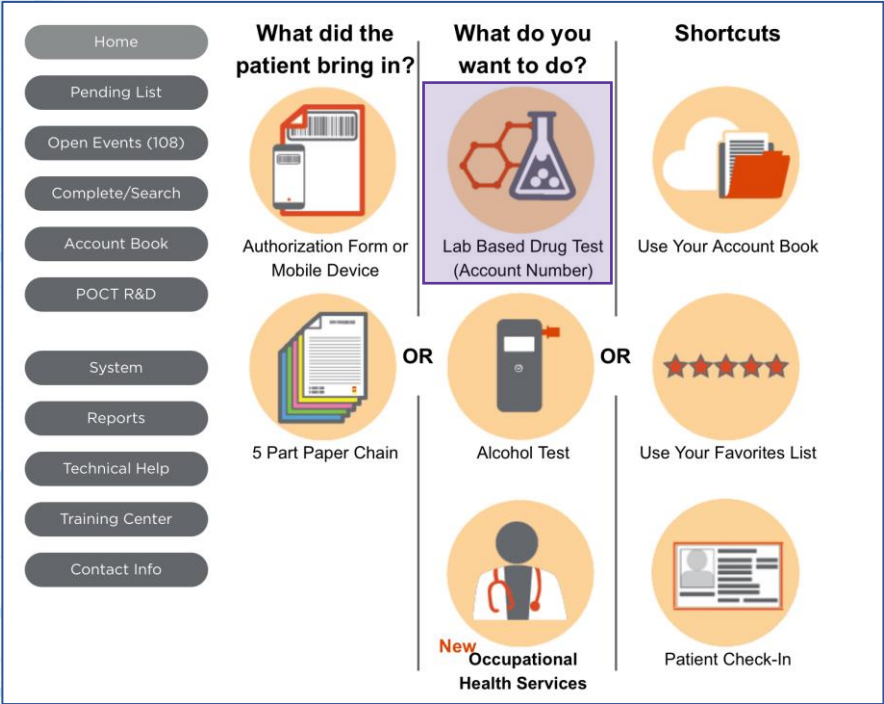 Home
Pending List
Open Events (108)
Complete/Search
Account Book
POCT R&D
System
Reports
Technical Help
Training Center
Contact Info
What did the
patient bring in?
Authorization Form or
Mobile Device
5 Part Paper Chain
OR
What do you
want to do?
Lab Based Drug Test
(Account Number)
Alcohol Test
New
Occupational
Health Services
OR
Shortcuts
Use Your Account Book
Use Your Favorites List
Patient Check-In